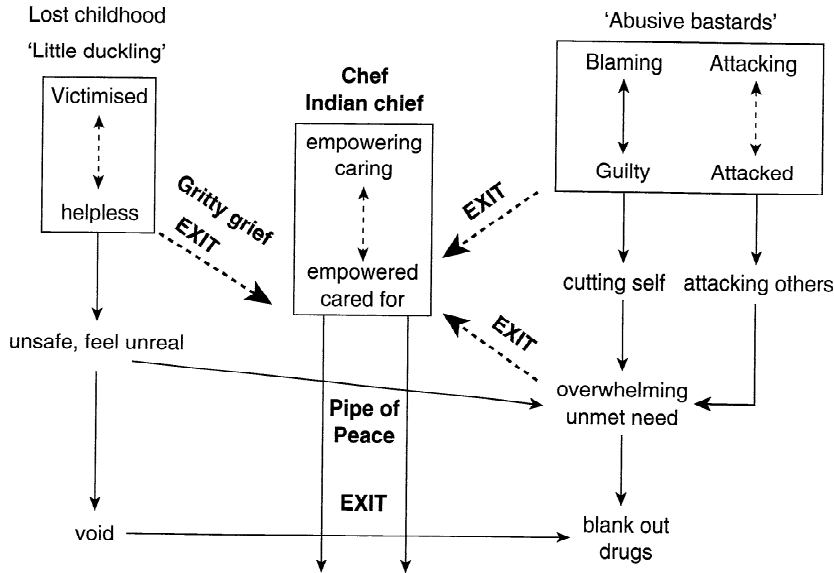 Lost childhood
'Little duckling'
Victimised
helpless
unsafe, feel unreal
void
Gritty grief
EXIT
Chef
Indian chief
empowering
caring
empowered
cared for
Pipe of
Peace
EXIT
'Abusive bastards'
Blaming
Attacking
Guilty
Attacked
EXIT
cutting self
attacking others
EXIT
overwhelming
unmet need
blank out
drugs